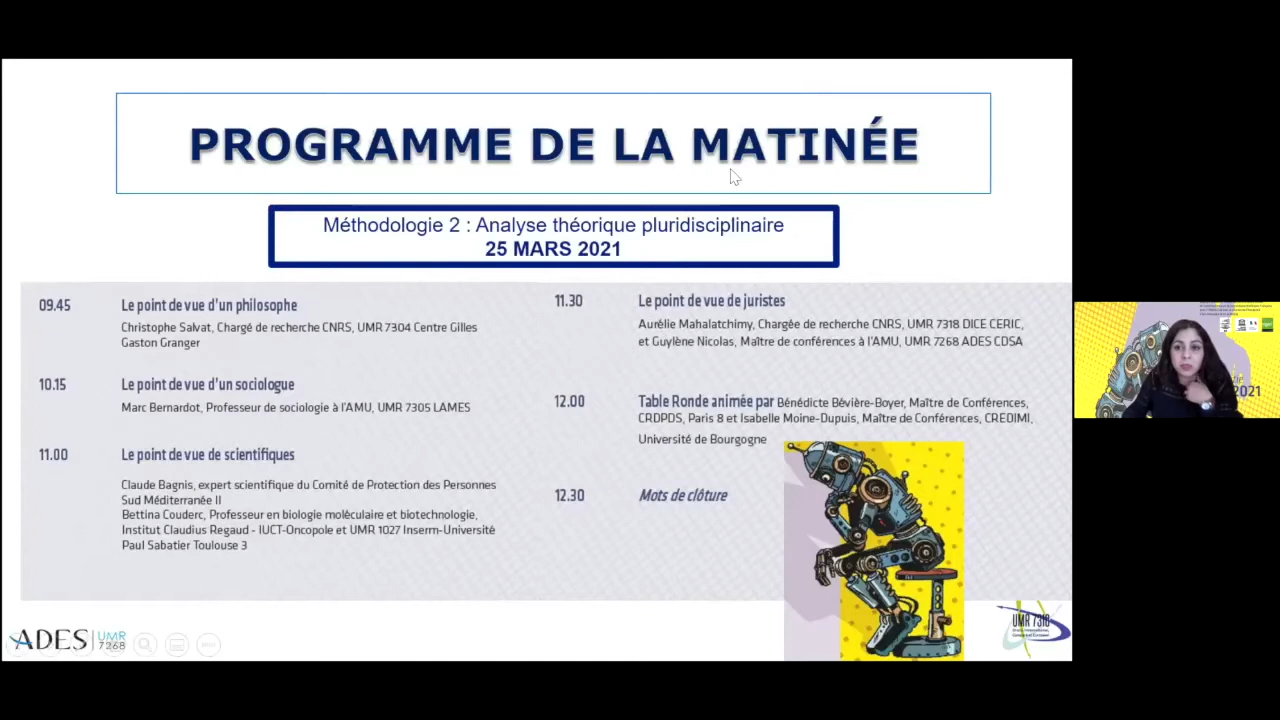 PROGRAMME DE LA MATINÉE
Méthodologie 2 : Analyse théorique pluridisciplinaire
25 MARS 2021
09.45
Le point de vue d'un philosophe
Christophe Salvat, Chargé de recherche CNRS, UMR 7304 Centre Gilles
Gaston Granger
10.15
Le point de vue d'un sociologue
Marc Bernardot, Professeur de sociologie à l'AMU, UMR 7305 LAMES
11.00
Le point de vue de scientifiques
Claude Bagnis, expert scientifique du Comité de Protection des Personnes
Sud Méditerranée II
Bettina Couderc, Professeur en biologie moléculaire et biotechnologie,
Institut Claudius Regaud - IUCT-Oncopole et UMR 1027 Inserm-Université
Paul Sabatier Toulouse 3
11.30
Le point de vue de juristes
Aurélie Mahalatchimy, Chargée de recherche CNRS, UMR 7318 DICE CERIC,
et Guylène Nicolas, Maître de conférences à l'AMU, UMR 7268 ADES CDSA
12.00
Table Ronde animée par Bénédicte Bévière-Boyer, Maître de Conférences,
CRDPDS, Paris 8 et Isabelle Moine-Dupuis, Maître de Conférences, CREDIMI,
Université de Bourgogne
12.30
Mots de clôture
ADES UMR
7268
UMR 7318
2021